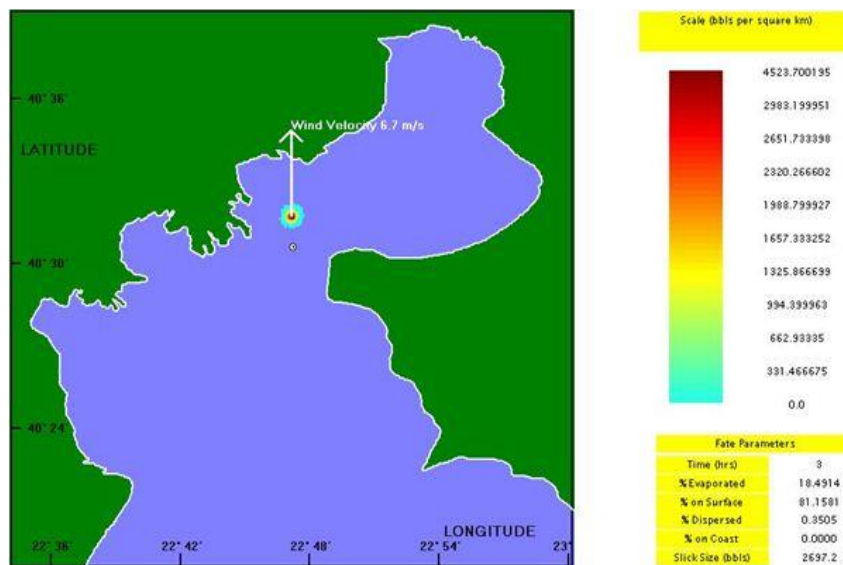 Scale (bbls per square km)
4523.700195
2983.199951
2651.733398
2320.266602
1988.799927
1657.333252
1325.866699
994.399963
662.93335
331.466675
0.0
40° 36'
LATITUDE
Wind Velocity 6.7 m/s
40° 30'
40° 24'
LONGITUDE
22° 36'
22° 42'
22° 48'
22° 54'
23°
Fate Parameters
Time (hrs) 3
% Evaporated 18.4914
% on Surface 81.1581
% Dispersed 0.3505
% on Coast 0.0000
Slick Size (bbls) 2697.2